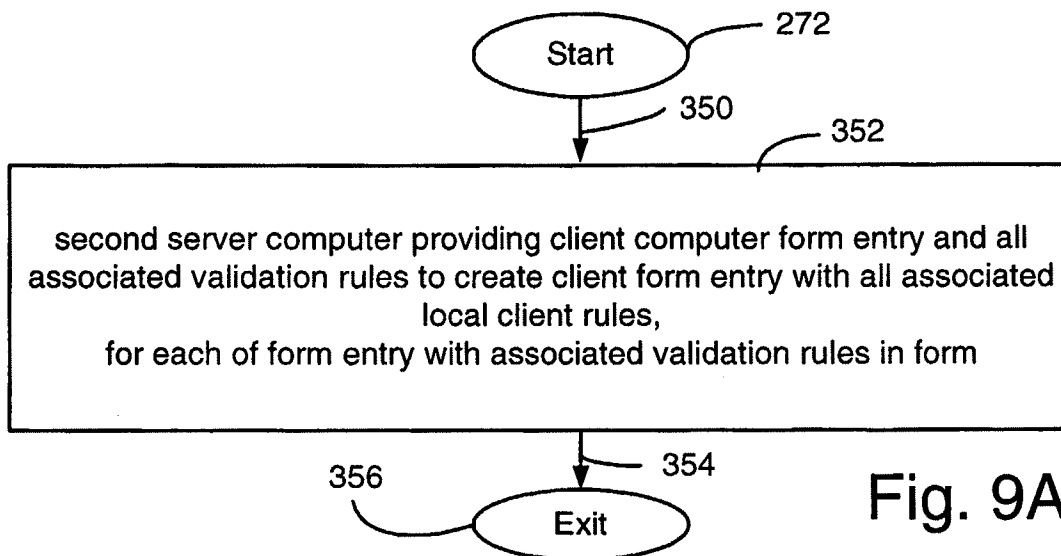 Start
272
350
352
second server computer providing client computer form entry and all
associated validation rules to create client form entry with all associated
local client rules,
for each of form entry with associated validation rules in form
354
356
Exit
Fig. 9A